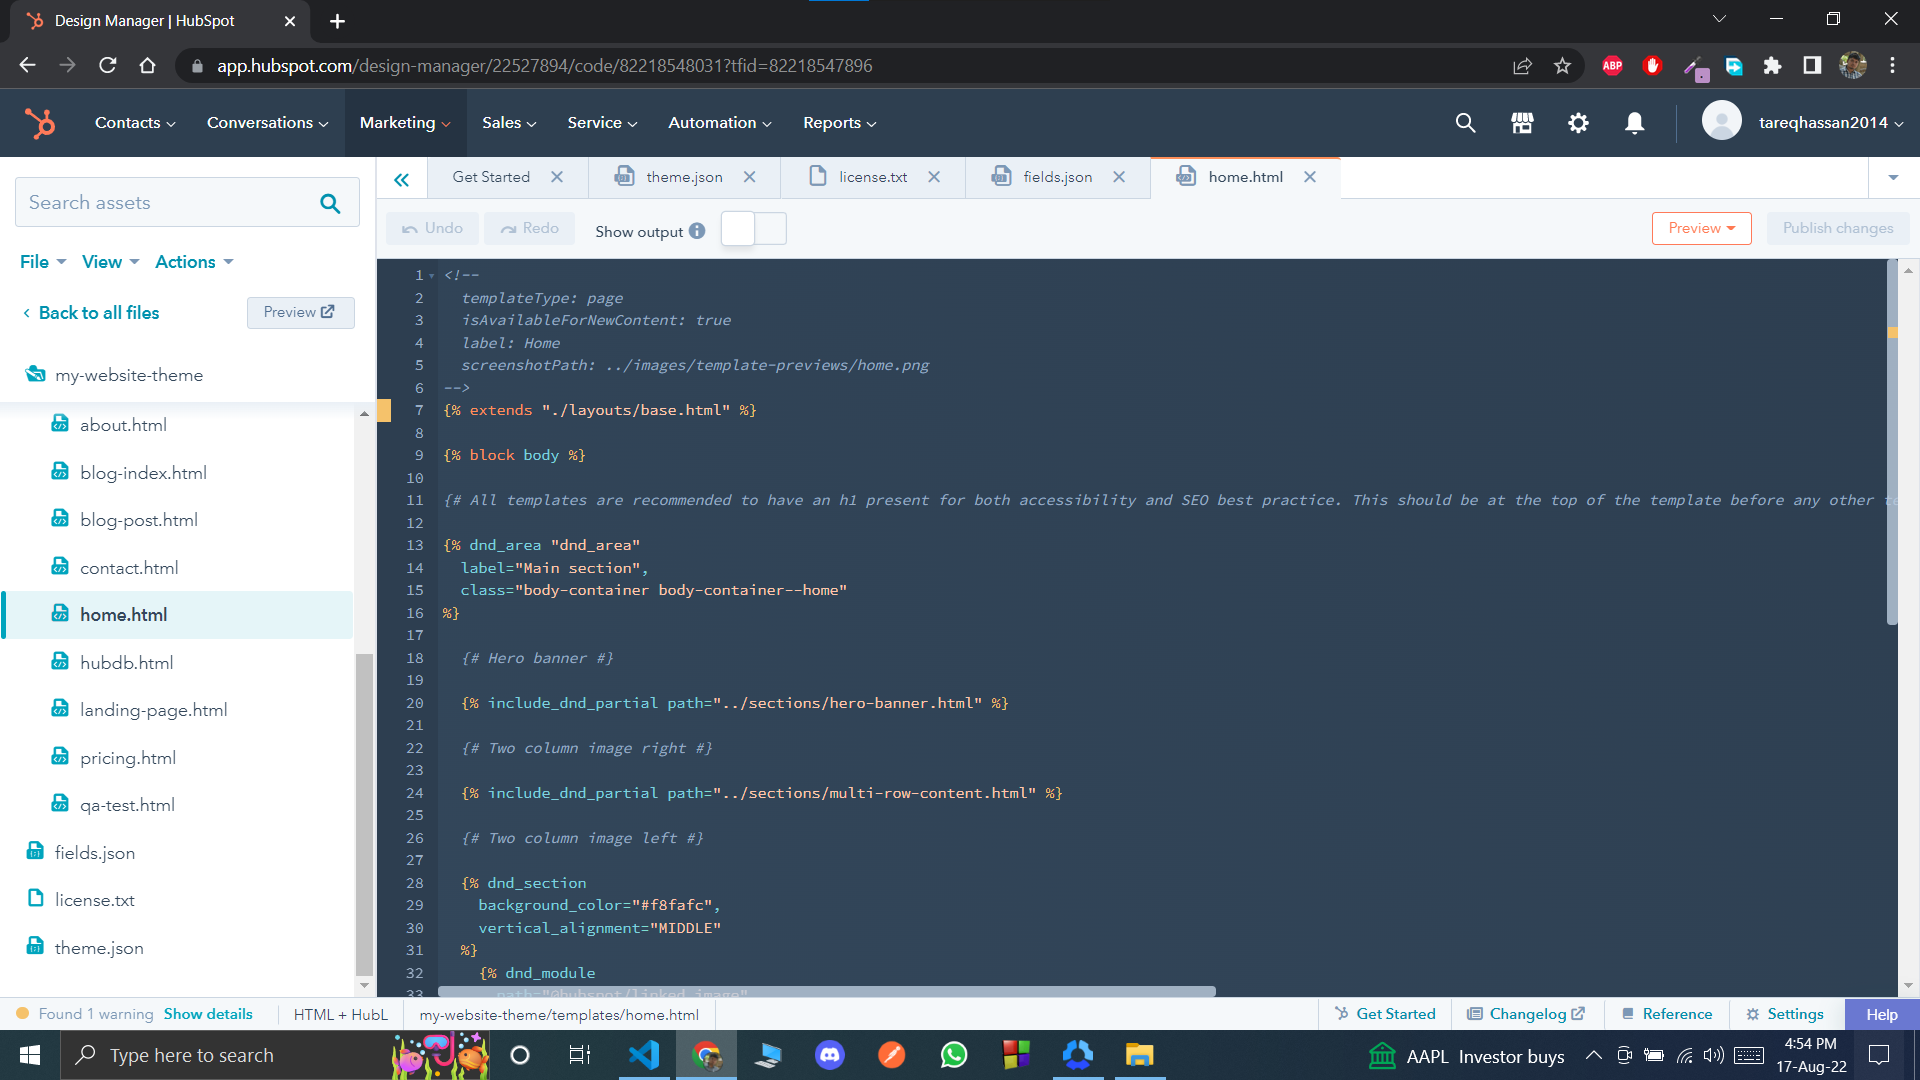 Design Manager | HubSpot
app.hubspot.com/design-manager/22527894/code/82218548031?tfid=82218547896
ABP
Contacts
Conversations
Marketing
Sales
Service
Automation
Reports
tareqhassan2014
Search assets
File
View
Actions
Back to all files
Preview
my-website-theme
about.html
blog-index.html
blog-post.html
contact.html
home.html
hubdb.html
landing-page.html
pricing.html
qa-test.html
fields.json
license.txt
theme.json
Get Started
theme.json
license.txt
fields.json
home.html
Undo
Redo
Show output
Preview
Publish changes
1 <!--
2 templateType: page
3 isAvailableForNewContent: true
4 label: Home
5 screenshotPath: ../images/template-previews/home.png
6 -->
7 {% extends "./layouts/base.html" %}
8
9 {% block body %}
10
11 {# All templates are recommended to have an h1 present for both accessibility and SEO best practice. This should be at the top of the template before any other
12
13 {% dnd_area "dnd_area"
14 label="Main section",
15 class="body-container body-container--home"
16 %}
17
18 {# Hero banner #}
19
20 {% include_dnd_partial path="../sections/hero-banner.html" %}
21
22 {# Two column image right #}
23
24 {% include_dnd_partial path="../sections/multi-row-content.html" %}
25
26 {# Two column image left #}
27
28 {% dnd_section
29 background_color="#f8fafc",
30 vertical_alignment="MIDDLE"
31 %}
32 {% dnd_module
33 path="@hubspot/linked_image"
Found 1 warning
Show details
HTML + HubL
my-website-theme/templates/home.html
Get Started
Changelog
Reference
Settings
Help
Type here to search
AAPL Investor buys
4:54 PM
17-Aug-22